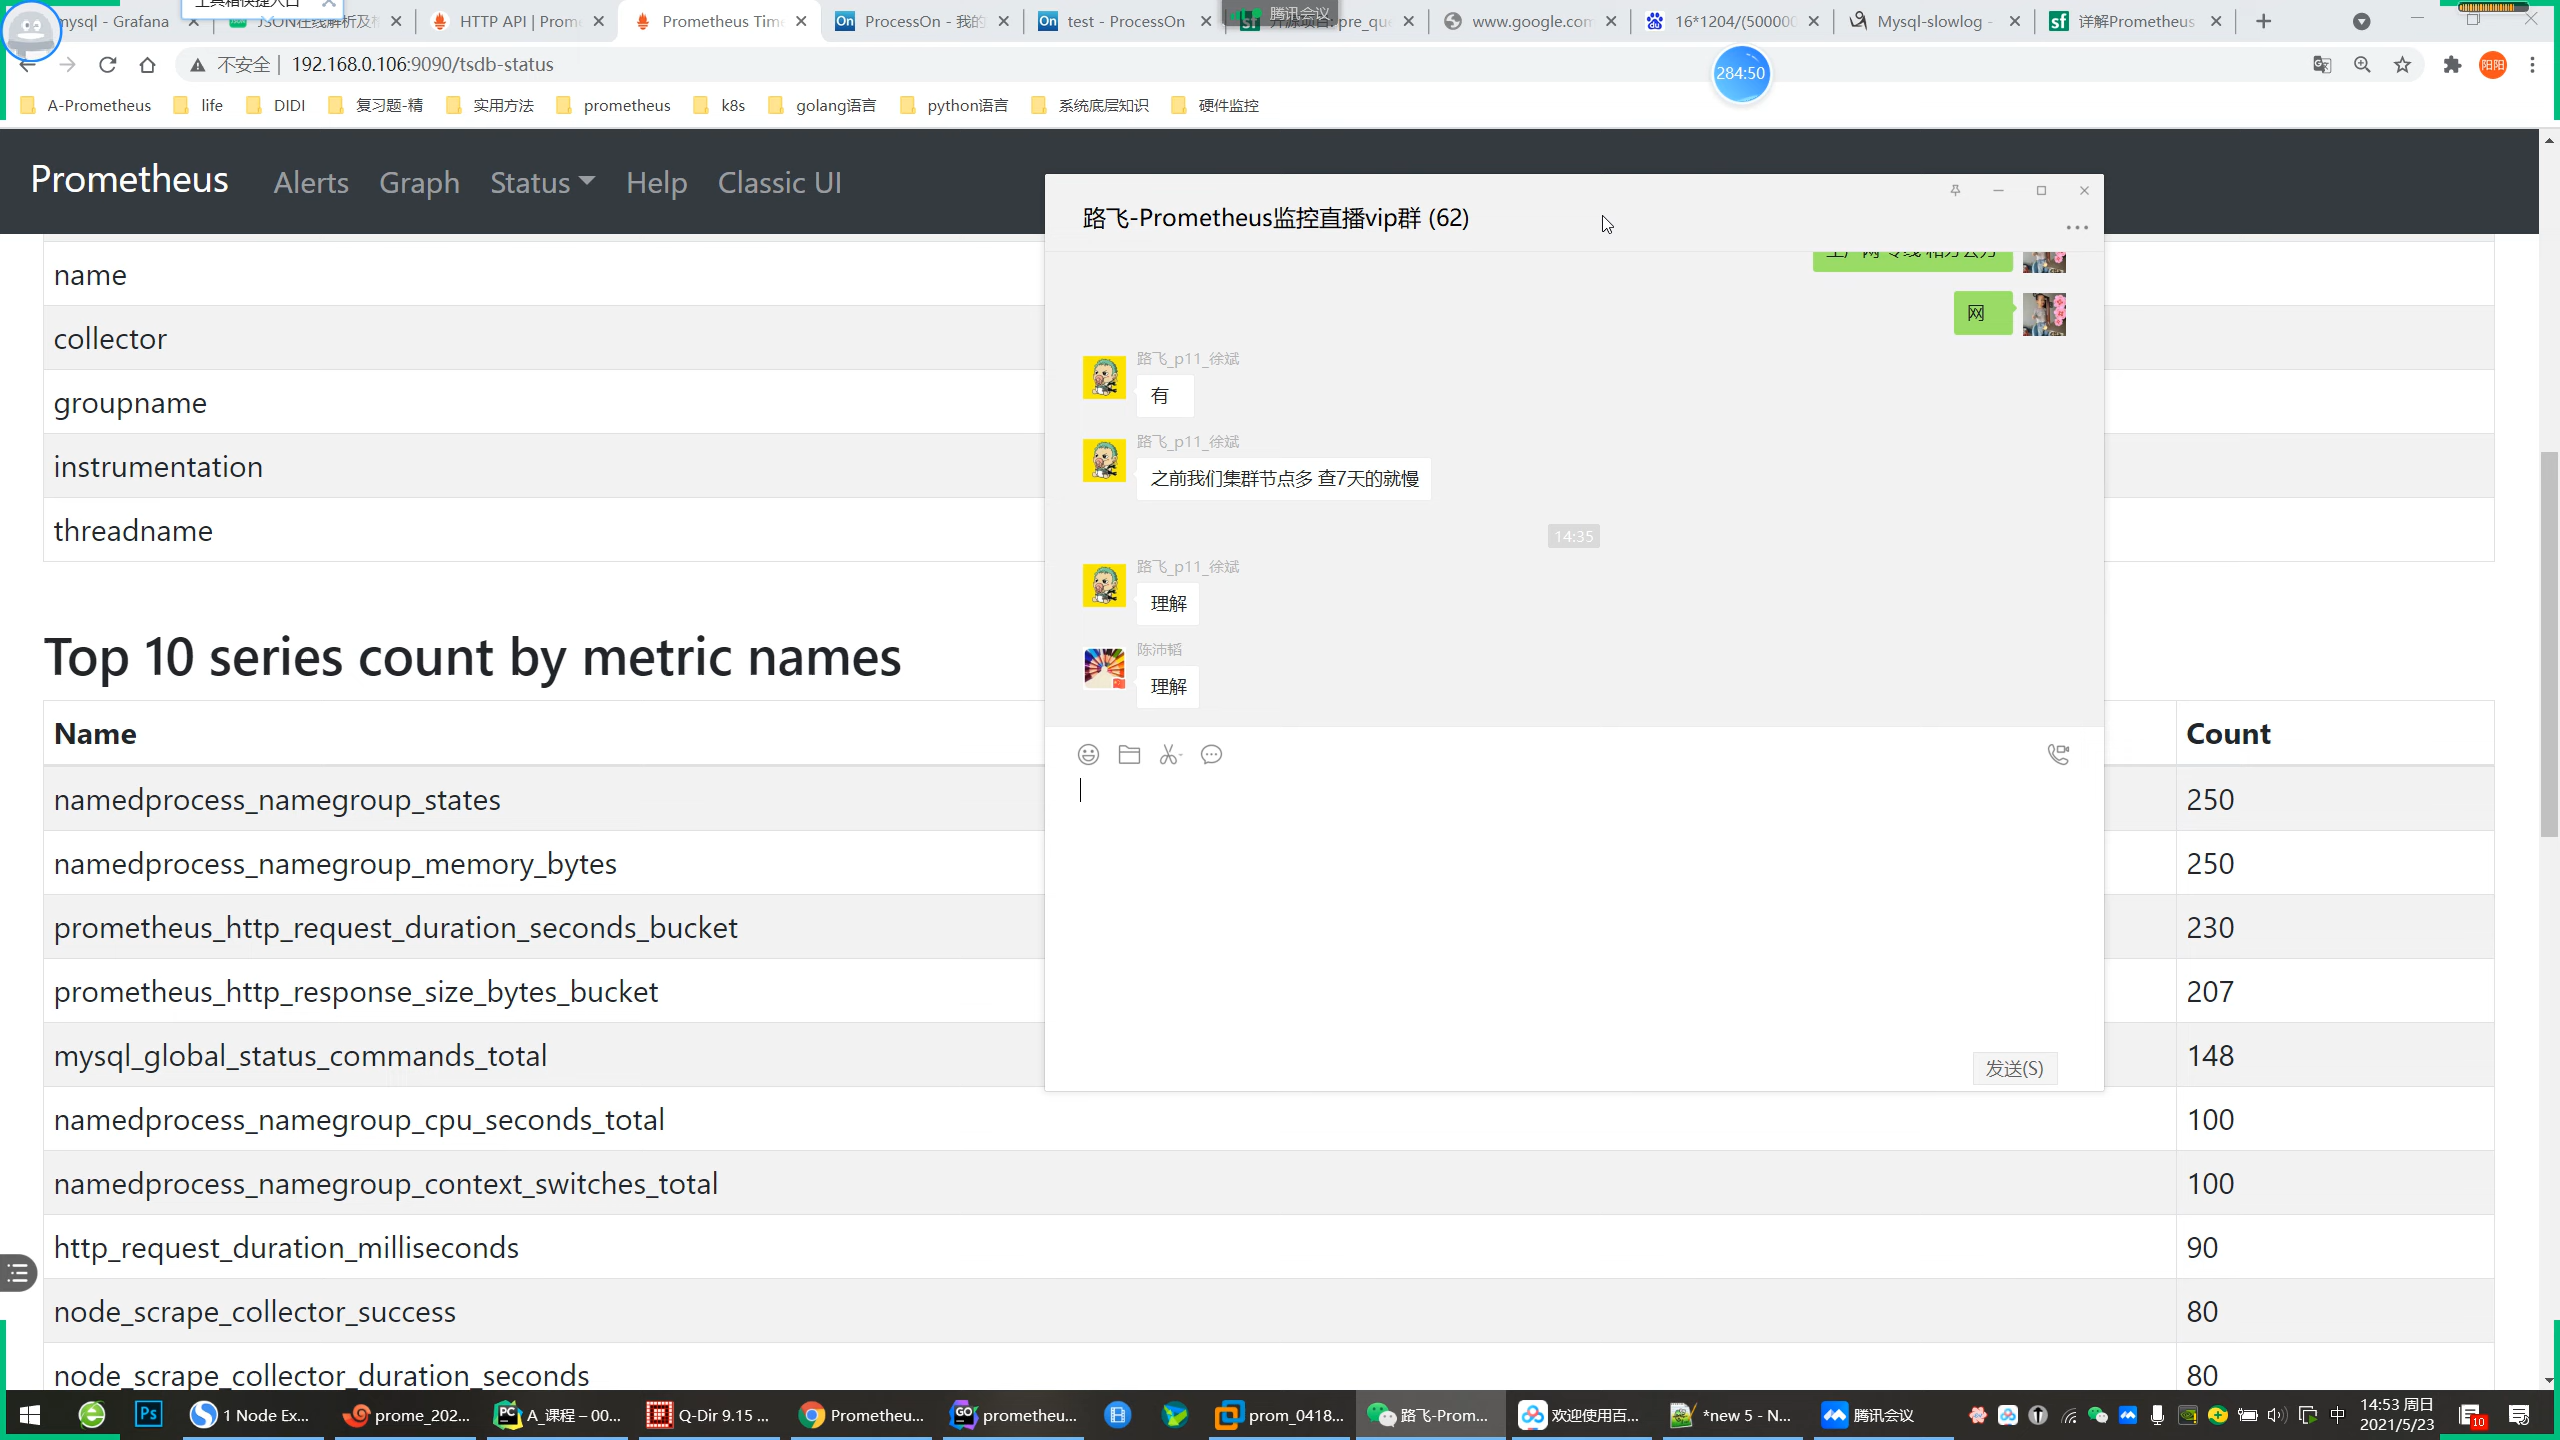 mysql - Grafana
HTTP API | Prom
Prometheus Tim
ProcessOn - 我的
test - ProcessOn
腾讯会议
pre_qu
www.google.com
16*1204/(500000
Mysql-slowlog -
详解Prometheus
不安全 | 192.168.0.106:9090/tsdb-status
284:50
阳阳
A-Prometheus
life
DIDI
复习题-精
实用方法
prometheus
k8s
golang语言
python语言
系统底层知识
硬件监控
Prometheus
Alerts
Graph
Status
Help
Classic UI
name
collector
groupname
instrumentation
threadname
Top 10 series count by metric names
Name Count
namedprocess_namegroup_states 250
namedprocess_namegroup_memory_bytes 250
prometheus_http_request_duration_seconds_bucket 230
prometheus_http_response_size_bytes_bucket 207
mysql_global_status_commands_total 148
namedprocess_namegroup_cpu_seconds_total 100
namedprocess_namegroup_context_switches_total 100
http_request_duration_milliseconds 90
node_scrape_collector_success 80
node_scrape_collector_duration_seconds 80
路飞-Prometheus监控直播vip群 (62)
网
路飞_p11_徐斌
有
路飞_p11_徐斌
之前我们集群节点多 查7天的就慢
14:35
路飞_p11_徐斌
理解
陈沛韬
理解
发送(S)
1 Node Ex...
prome_202...
A_课程 – 00...
Q-Dir 9.15 ...
Prometheu...
prometheu...
prom_0418...
路飞-Prom...
欢迎使用百...
*new 5 - N...
腾讯会议
中
14:53 周日
2021/5/23
10